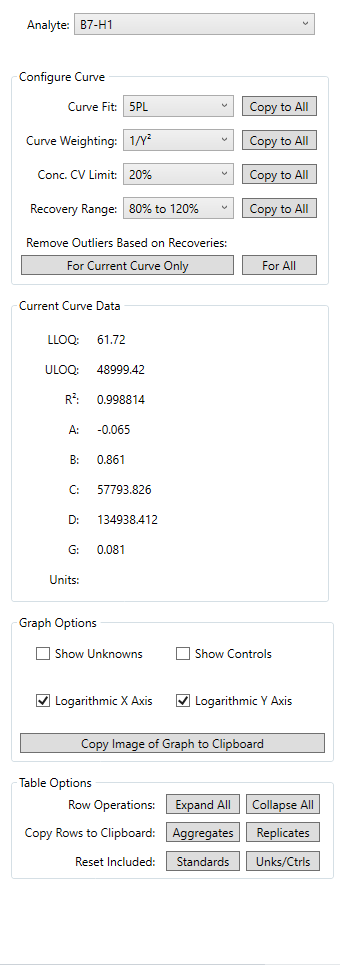 Analyte: B7-H1
Configure Curve
Curve Fit: 5PL Copy to All
Curve Weighting: 1/Y² Copy to All
Conc. CV Limit: 20% Copy to All
Recovery Range: 80% to 120% Copy to All
Remove Outliers Based on Recoveries:
For Current Curve Only For All
Current Curve Data
LLOQ: 61.72
ULOQ: 48999.42
R²: 0.998814
A: -0.065
B: 0.861
C: 57793.826
D: 134938.412
G: 0.081
Units:
Graph Options
Show Unknowns Show Controls
Logarithmic X Axis Logarithmic Y Axis
Copy Image of Graph to Clipboard
Table Options
Row Operations: Expand All Collapse All
Copy Rows to Clipboard: Aggregates Replicates
Reset Included: Standards Unks/Ctrls